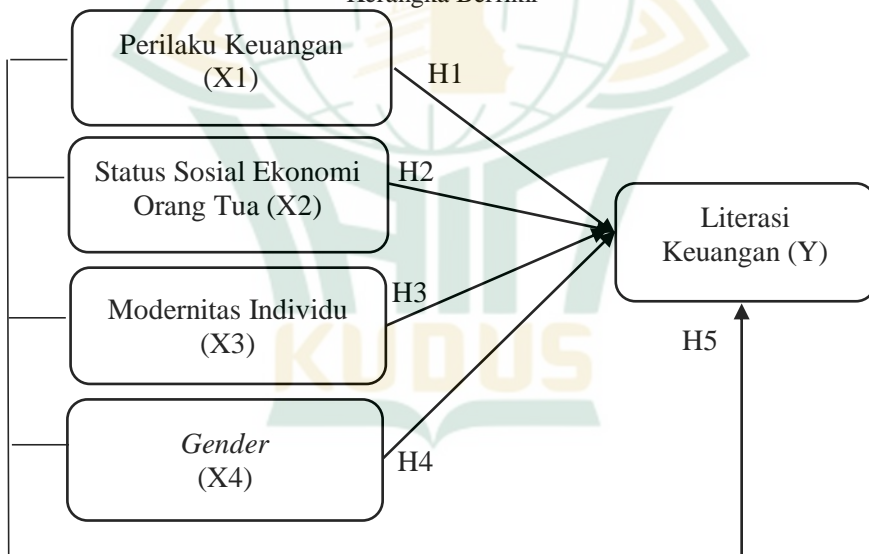 Kerangka Berfikir
Perilaku Keuangan
(X1)
H1
Status Sosial Ekonomi
Orang Tua (X2)
H2
Literasi
Keuangan (Y)
Modernitas Individu
(X3)
H3
H5
Gender
(X4)
H4
KUDUS